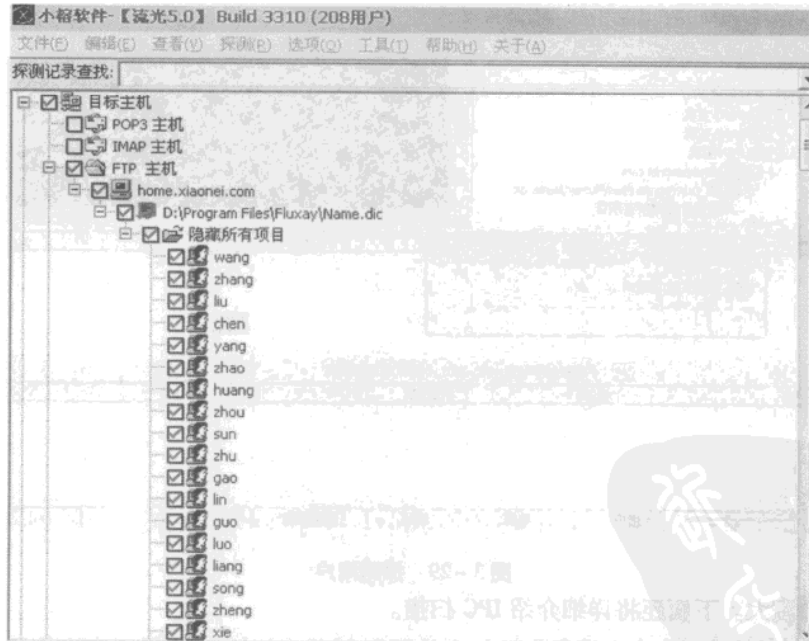 小榕软件-【流光5.0】 Build 3310 (208用户)
文件(F) 编辑(E) 查看(V) 探测(R) 选项(O) 工具(T) 帮助(H) 关于(A)
探测记录查找:
目标主机
POP3 主机
IMAP 主机
FTP 主机
home.xiaonei.com
D:\Program Files\Fluxay\Name.dic
隐藏所有项目
wang
zhang
liu
chen
yang
zhao
huang
zhou
sun
zhu
gao
lin
guo
luo
liang
song
zheng
xie